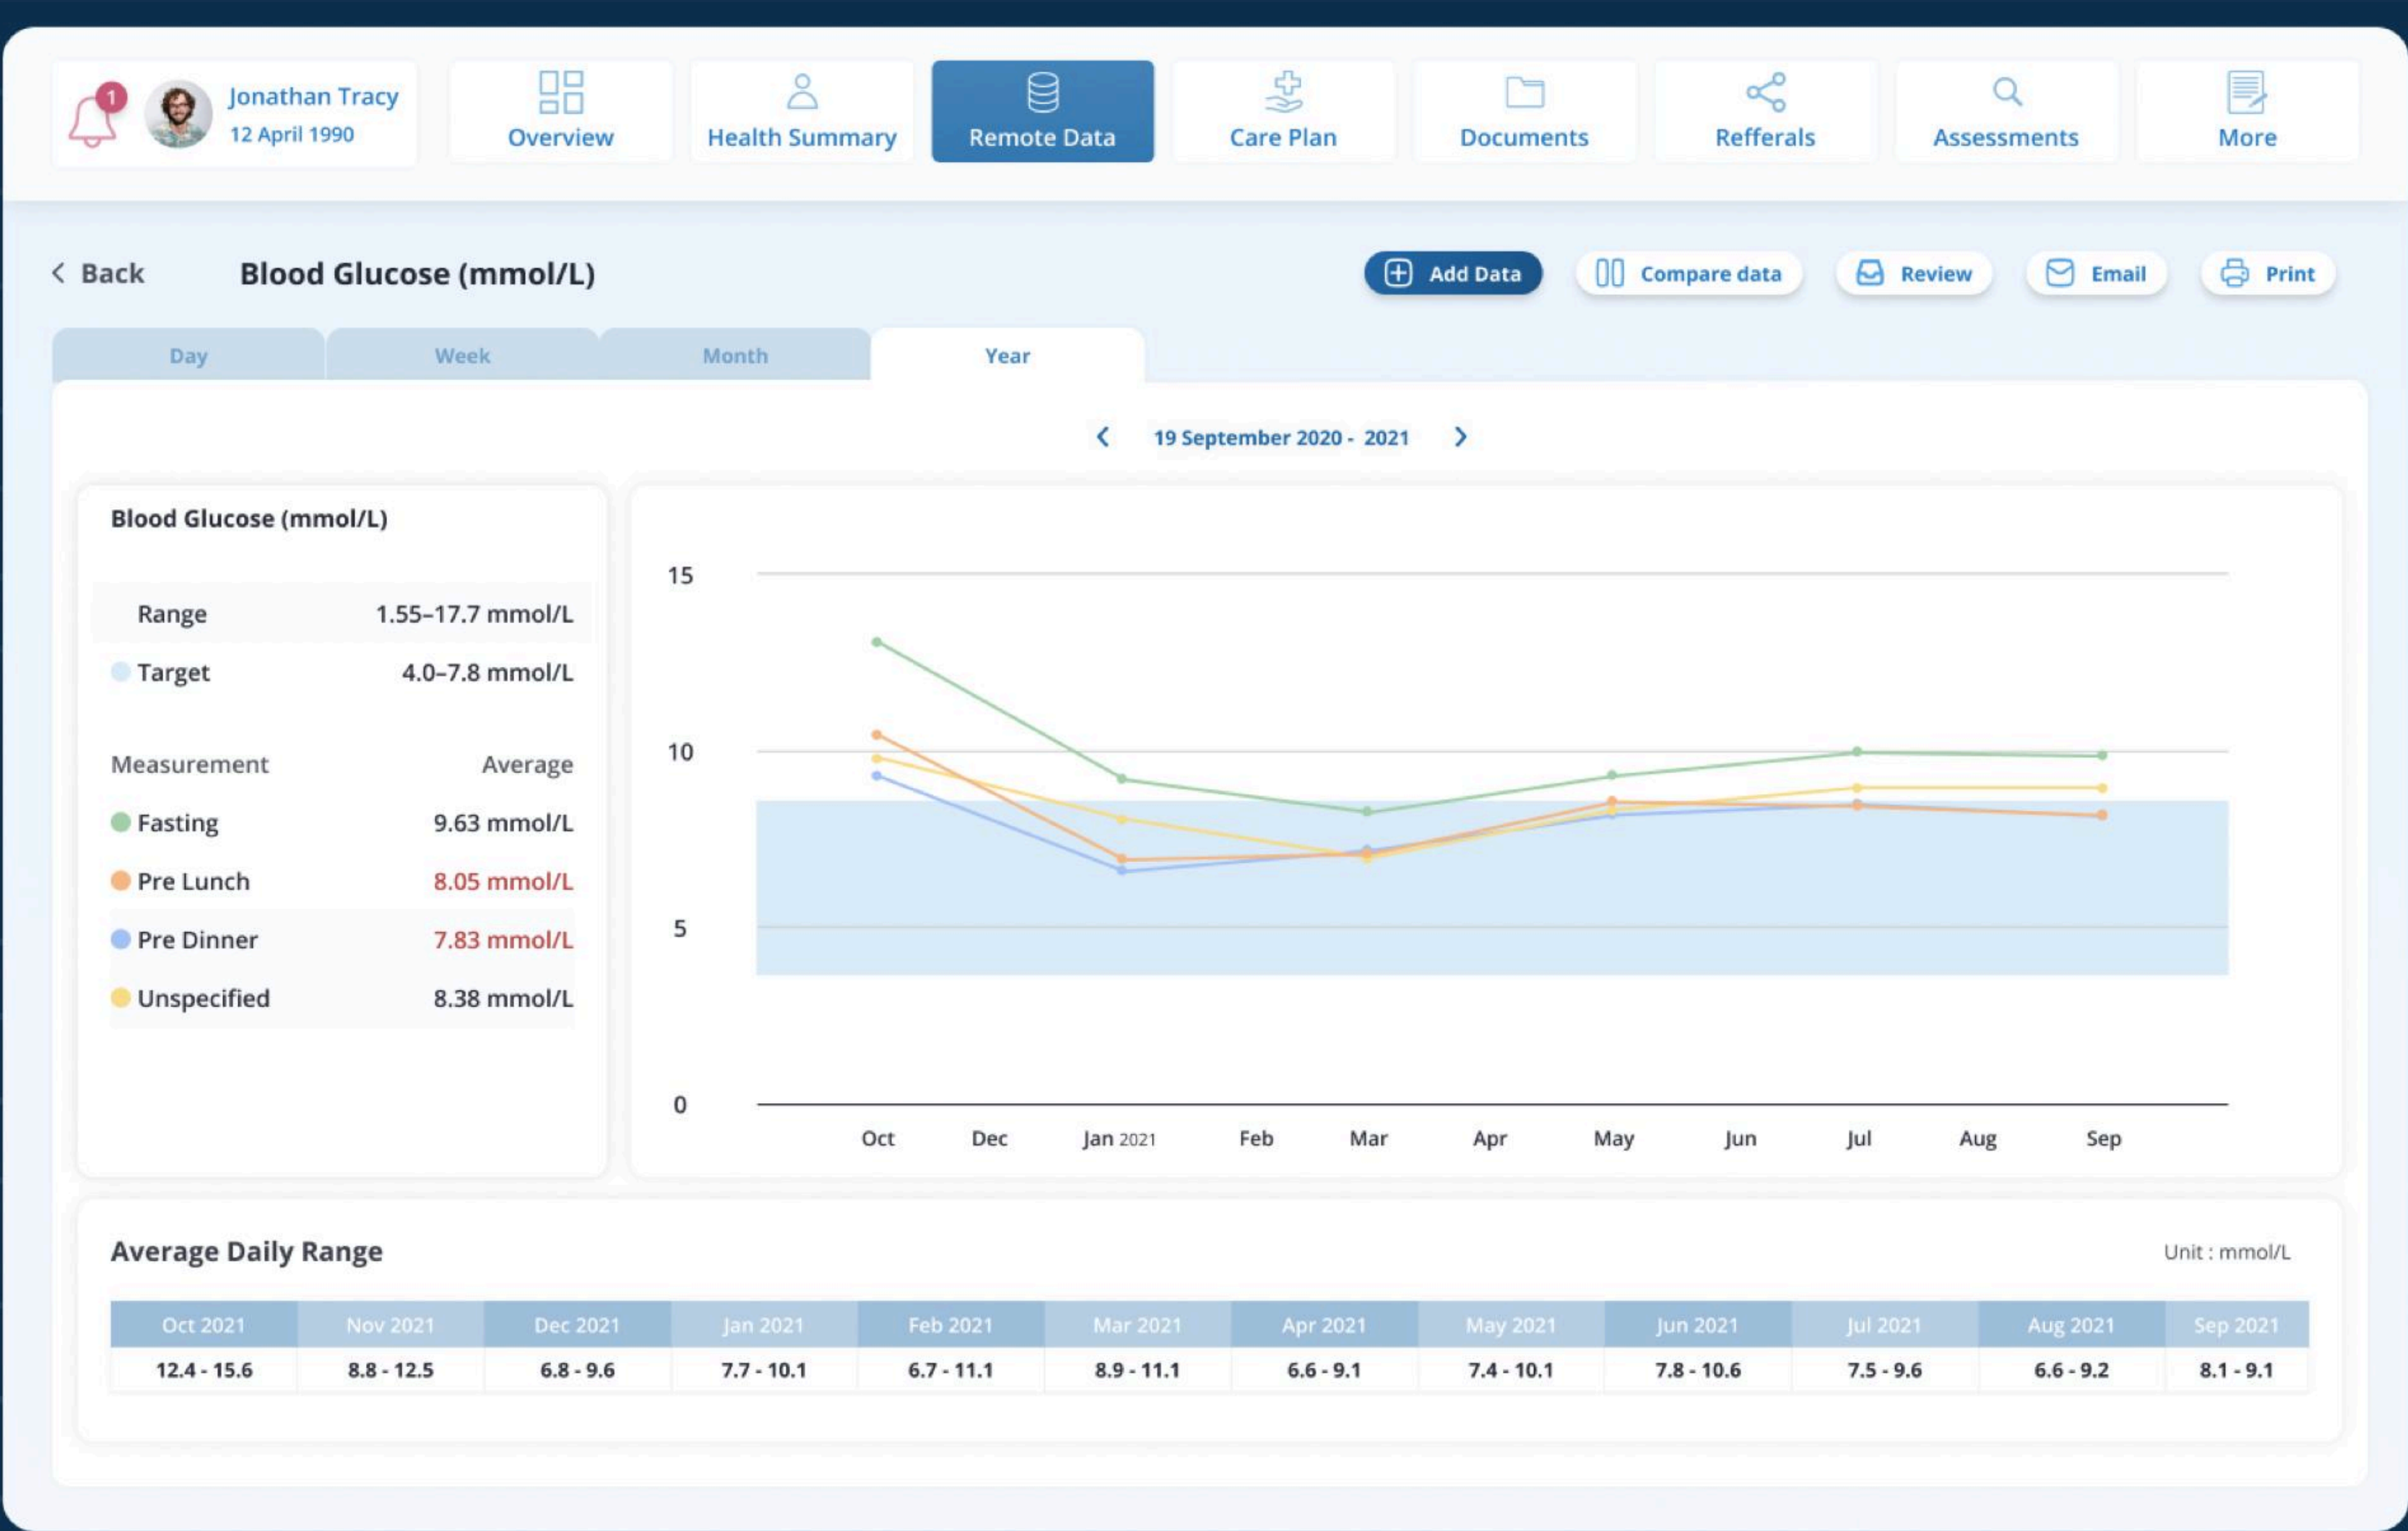 1
Jonathan Tracy
12 April 1990
Overview
Health Summary
Remote Data
Care Plan
Documents
Refferals
Assessments
More
Back
Blood Glucose (mmol/L)
Add Data
Compare data
Review
Email
Print
Day
Week
Month
Year
19 September 2020 - 2021
Blood Glucose (mmol/L)
Range 1.55–17.7 mmol/L
Target 4.0–7.8 mmol/L
Measurement Average
Fasting 9.63 mmol/L
Pre Lunch 8.05 mmol/L
Pre Dinner 7.83 mmol/L
Unspecified 8.38 mmol/L
15
10
5
0
Oct Dec Jan 2021 Feb Mar Apr May Jun Jul Aug Sep
Average Daily Range
Unit : mmol/L
Oct 2021 Nov 2021 Dec 2021 Jan 2021 Feb 2021 Mar 2021 Apr 2021 May 2021 Jun 2021 Jul 2021 Aug 2021 Sep 2021
12.4 - 15.6 8.8 - 12.5 6.8 - 9.6 7.7 - 10.1 6.7 - 11.1 8.9 - 11.1 6.6 - 9.1 7.4 - 10.1 7.8 - 10.6 7.5 - 9.6 6.6 - 9.2 8.1 - 9.1